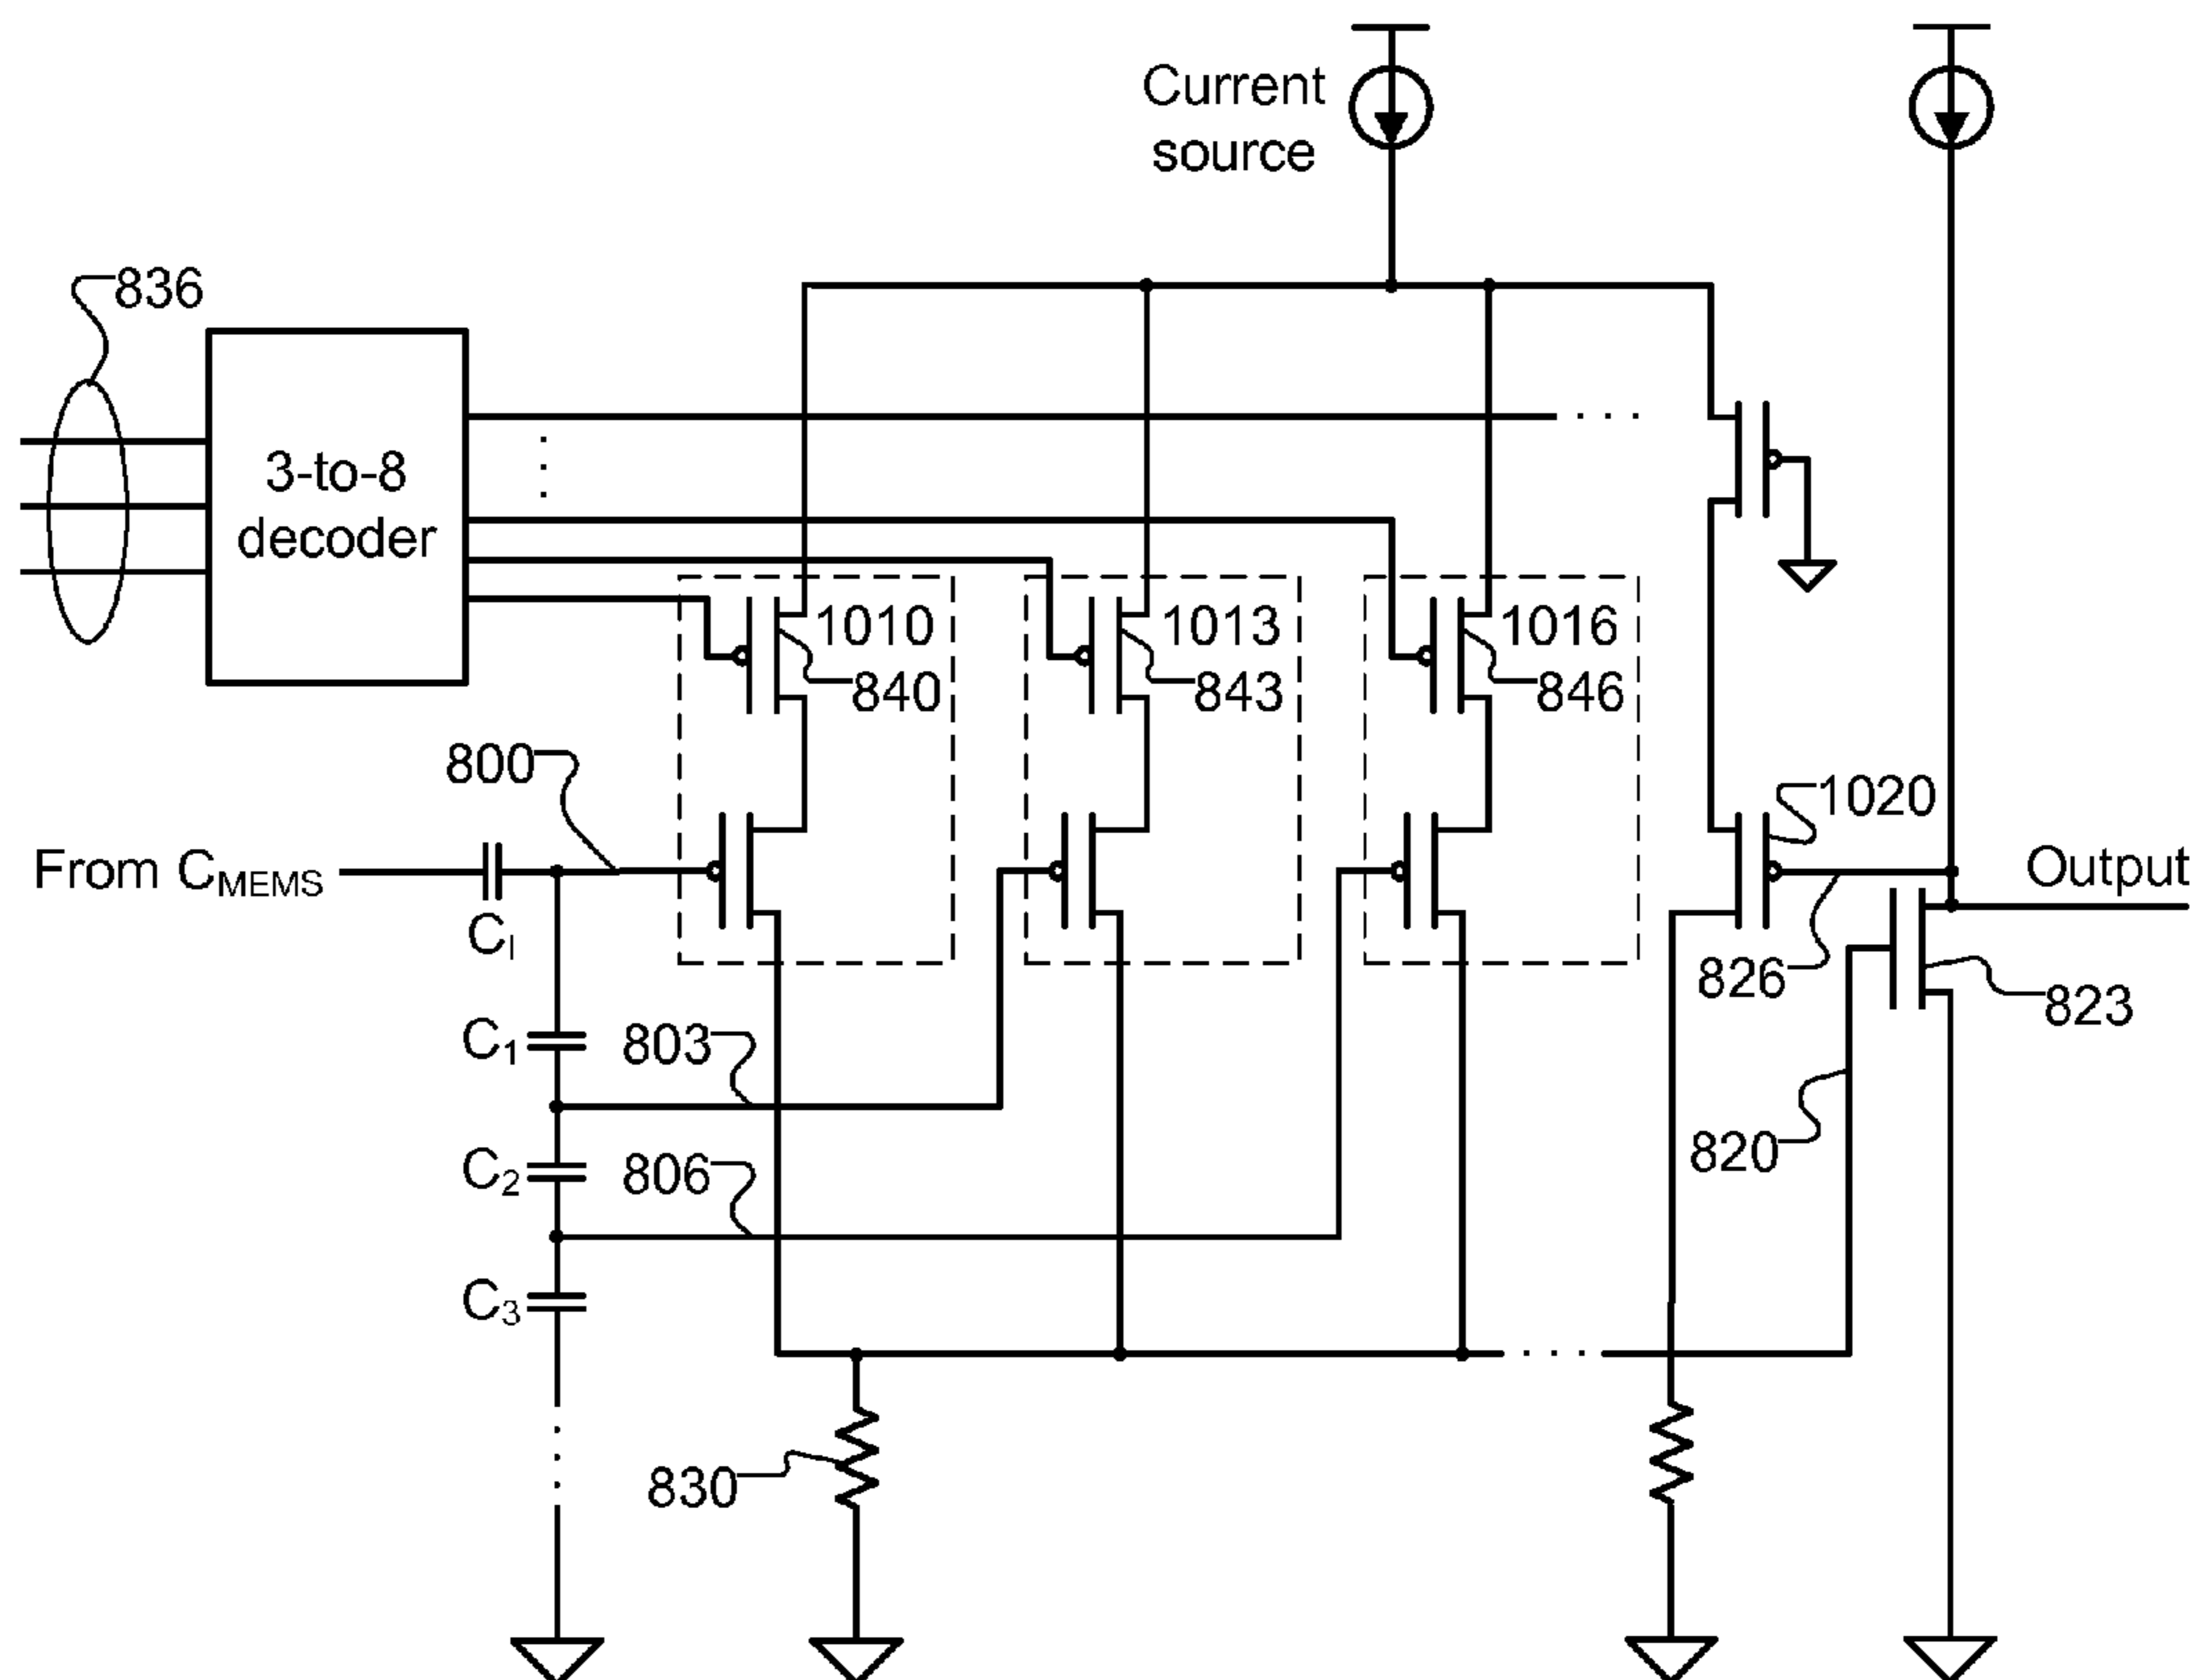 Current
source
836
3-to-8
decoder
1010
1013
1016
840
843
846
800
1020
From CMEMS
Output
CI
826
823
C1
803
820
C2
806
C3
830